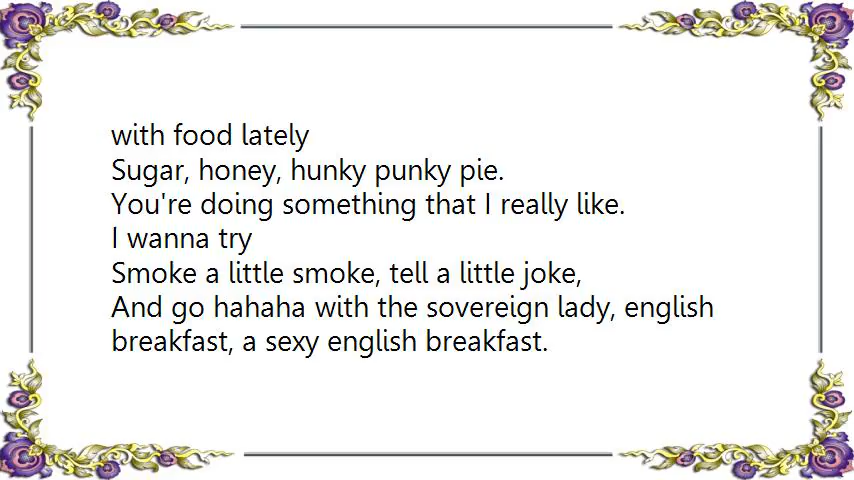 with food lately
Sugar, honey, hunky punky pie.
You're doing something that I really like.
I wanna try
Smoke a little smoke, tell a little joke,
And go hahaha with the sovereign lady, english
breakfast, a sexy english breakfast.